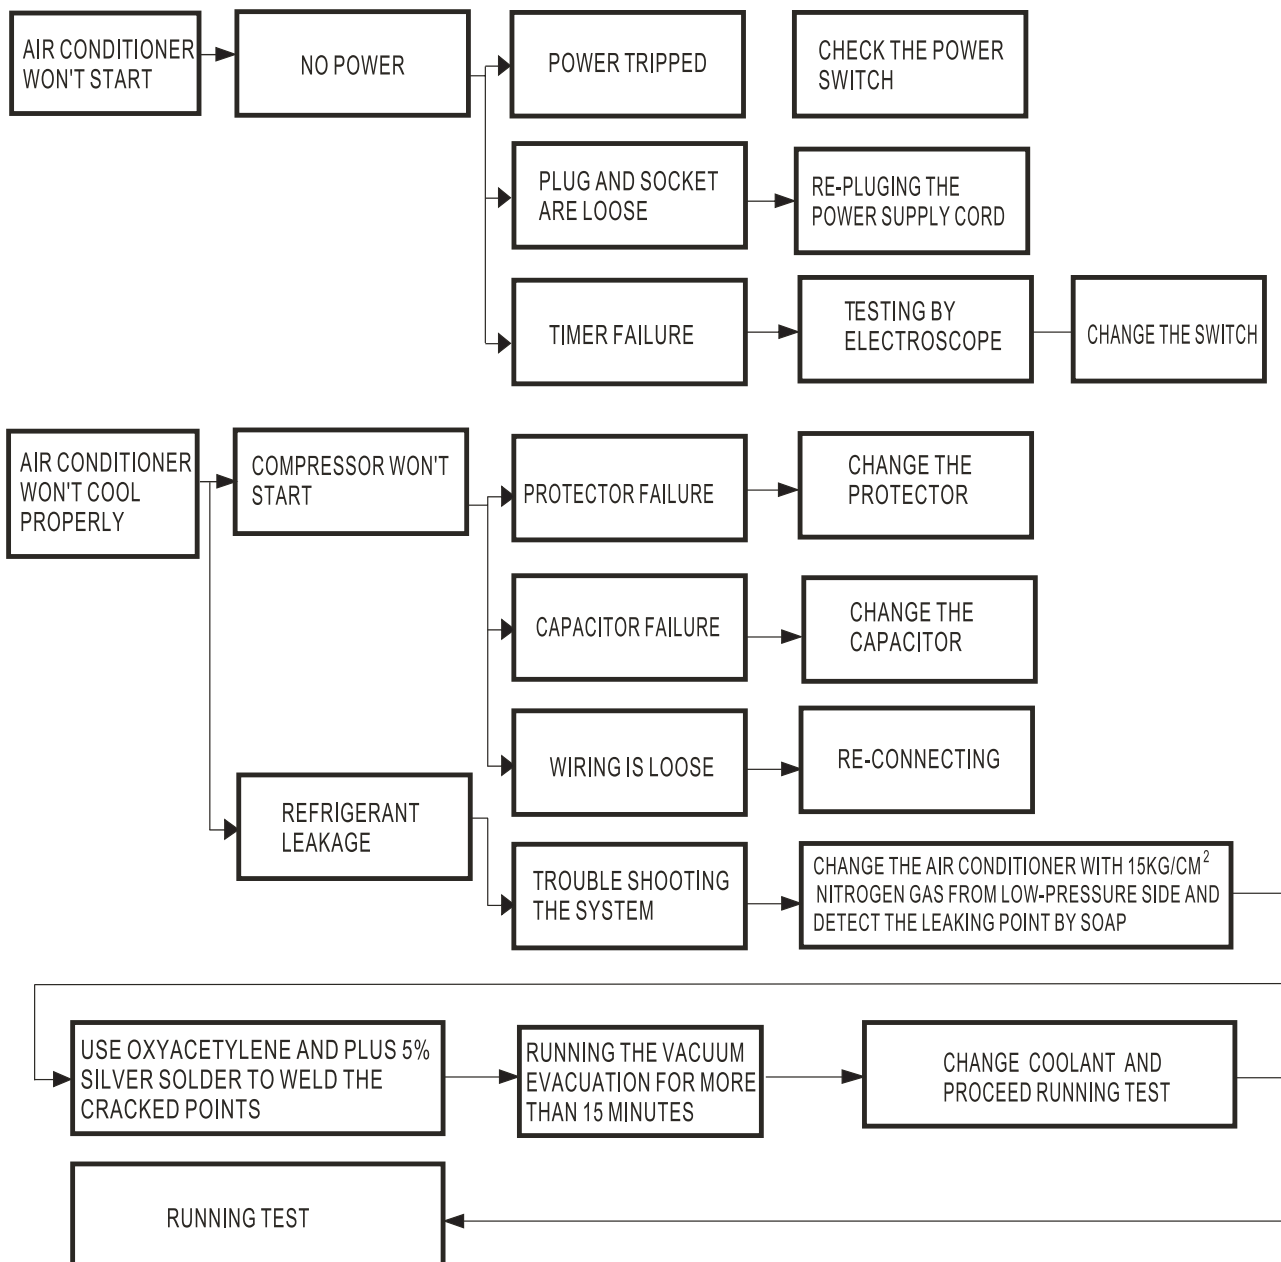 AIR CONDITIONER
WON'T START
NO POWER
POWER TRIPPED
CHECK THE POWER
SWITCH
PLUG AND SOCKET
ARE LOOSE
RE-PLUGING THE
POWER SUPPLY CORD
TIMER FAILURE
TESTING BY
ELECTROSCOPE
CHANGE THE SWITCH
AIR CONDITIONER
WON'T COOL
PROPERLY
COMPRESSOR WON'T
START
PROTECTOR FAILURE
CHANGE THE
PROTECTOR
CAPACITOR FAILURE
CHANGE THE
CAPACITOR
WIRING IS LOOSE
RE-CONNECTING
REFRIGERANT
LEAKAGE
TROUBLE SHOOTING
THE SYSTEM
CHANGE THE AIR CONDITIONER WITH 15KG/CM²
NITROGEN GAS FROM LOW-PRESSURE SIDE AND
DETECT THE LEAKING POINT BY SOAP
USE OXYACETYLENE AND PLUS 5%
SILVER SOLDER TO WELD THE
CRACKED POINTS
RUNNING THE VACUUM
EVACUATION FOR MORE
THAN 15 MINUTES
CHANGE COOLANT AND
PROCEED RUNNING TEST
RUNNING TEST